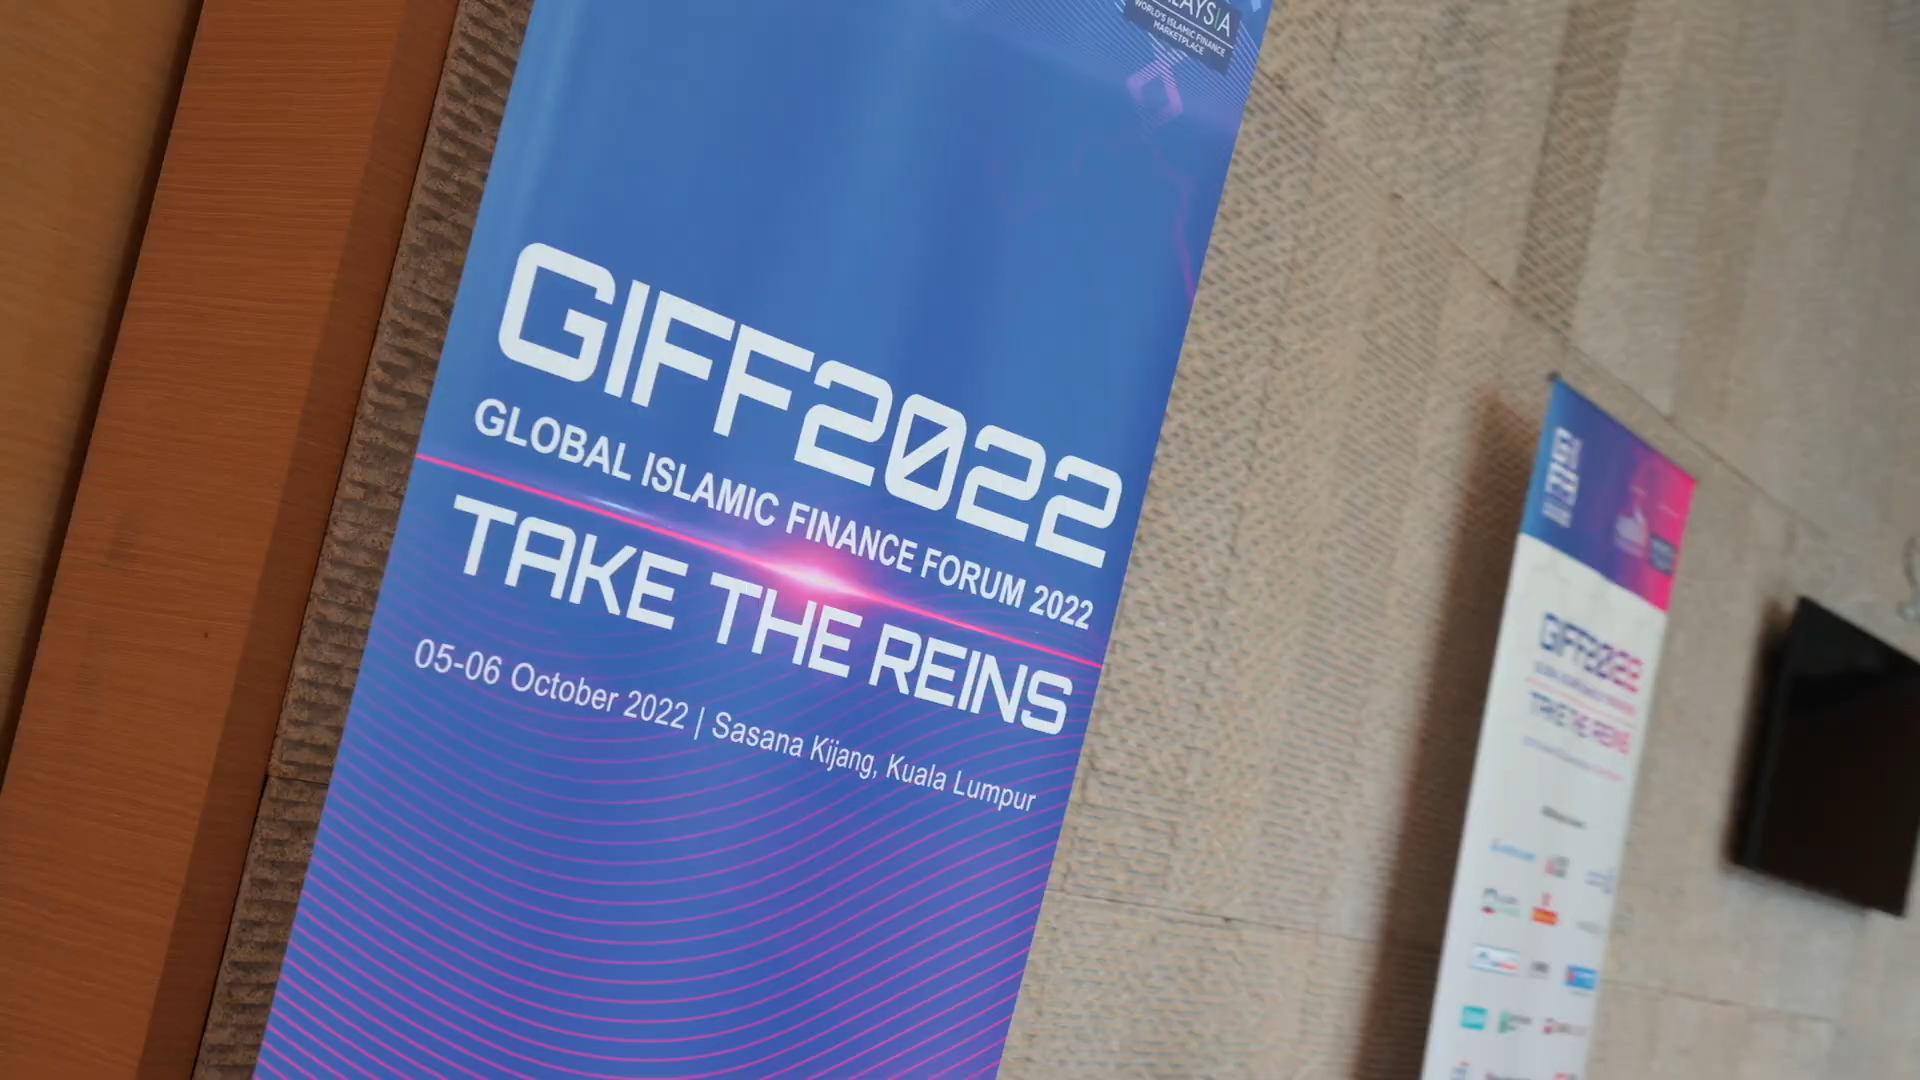 WORLD'S ISLAMIC FINANCE
MARKETPLACE
GIFF2022
GLOBAL ISLAMIC FINANCE FORUM 2022
TAKE THE REINS
05-06 October 2022 | Sasana Kijang, Kuala Lumpur
GIFF2022
TAKE THE REINS